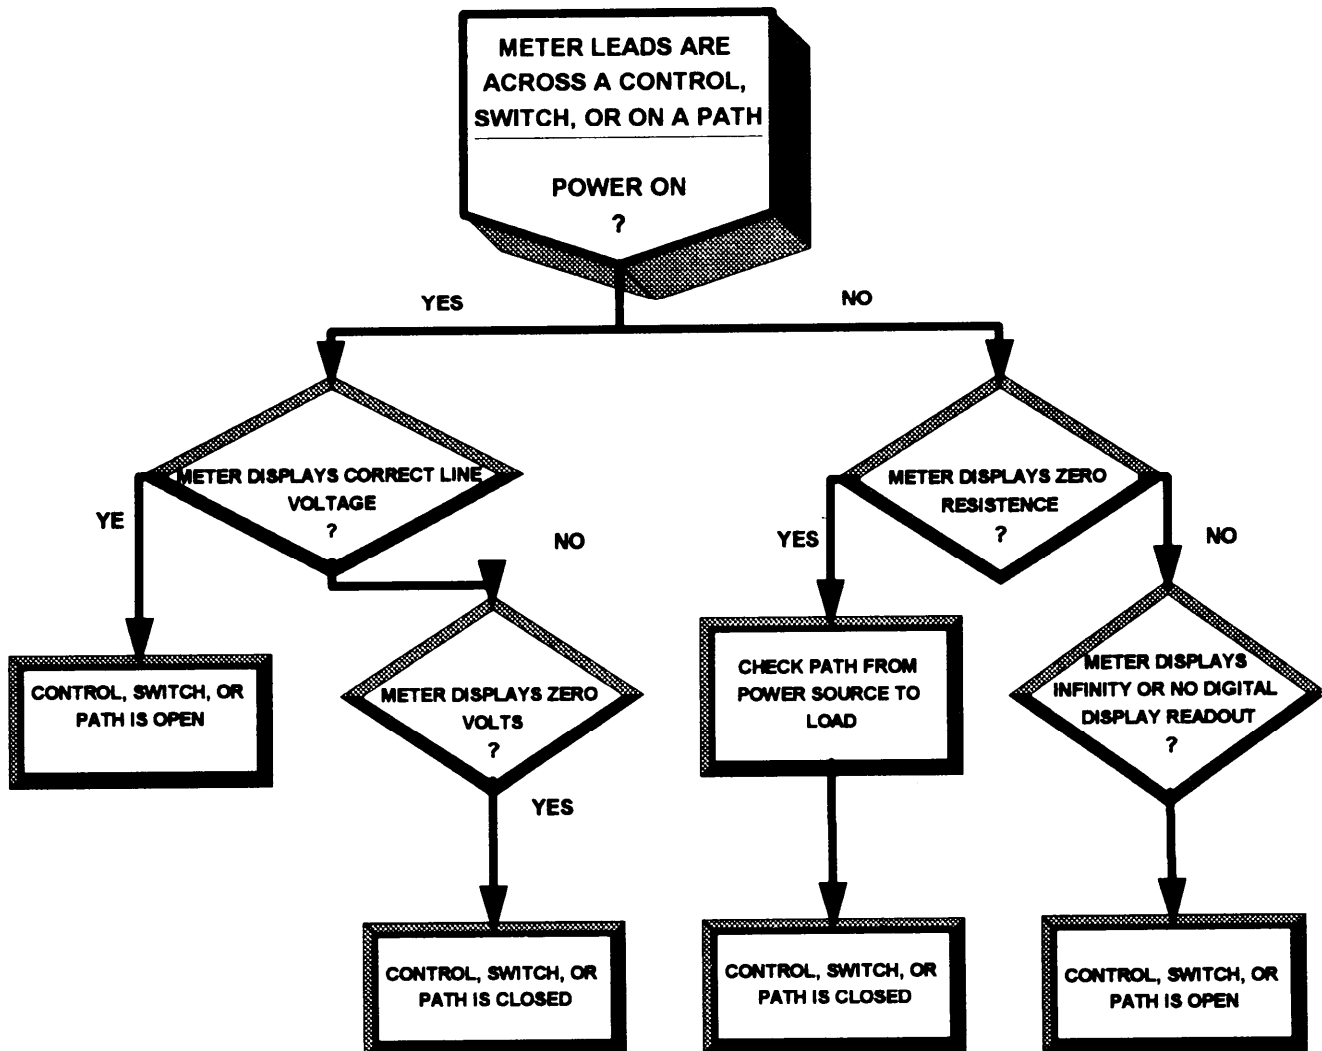 METER LEADS ARE
ACROSS A CONTROL,
SWITCH, OR ON A PATH
POWER ON
?
YES
NO
METER DISPLAYS CORRECT LINE
VOLTAGE
?
YE
NO
METER DISPLAYS ZERO
RESISTENCE
?
YES
NO
CONTROL, SWITCH, OR
PATH IS OPEN
METER DISPLAYS ZERO
VOLTS
?
YES
CHECK PATH FROM
POWER SOURCE TO
LOAD
METER DISPLAYS
INFINITY OR NO DIGITAL
DISPLAY READOUT
?
CONTROL, SWITCH, OR
PATH IS CLOSED
CONTROL, SWITCH, OR
PATH IS CLOSED
CONTROL, SWITCH, OR
PATH IS OPEN